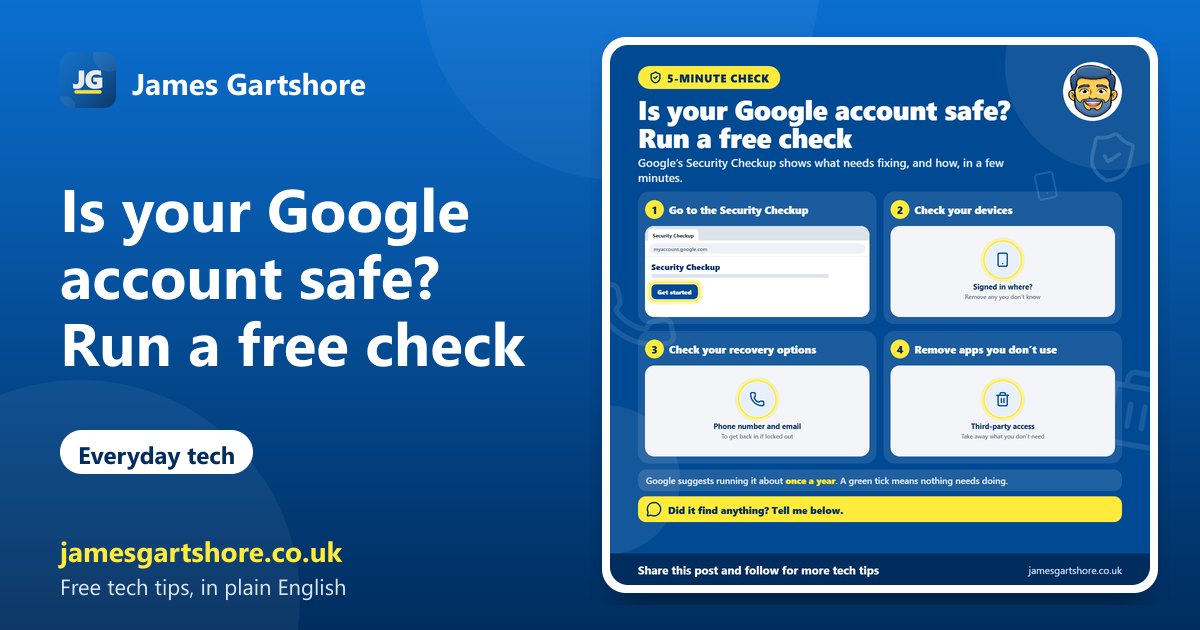 JG
James Gartshore
Is your Google
account safe?
Run a free check
Everyday tech
jamesgartshore.co.uk
Free tech tips, in plain English
5-MINUTE CHECK
Is your Google account safe?
Run a free check
Google's Security Checkup shows what needs fixing, and how, in a few
minutes.
1 Go to the Security Checkup
Security Checkup
myaccount.google.com
Security Checkup
Get started
2 Check your devices
Signed in where?
Remove any you don't know
3 Check your recovery options
Phone number and email
To get back in if locked out
4 Remove apps you don't use
Third-party access
Take away what you don't need
Google suggests running it about once a year. A green tick means nothing needs doing.
Did it find anything? Tell me below.
Share this post and follow for more tech tips
jamesgartshore.co.uk